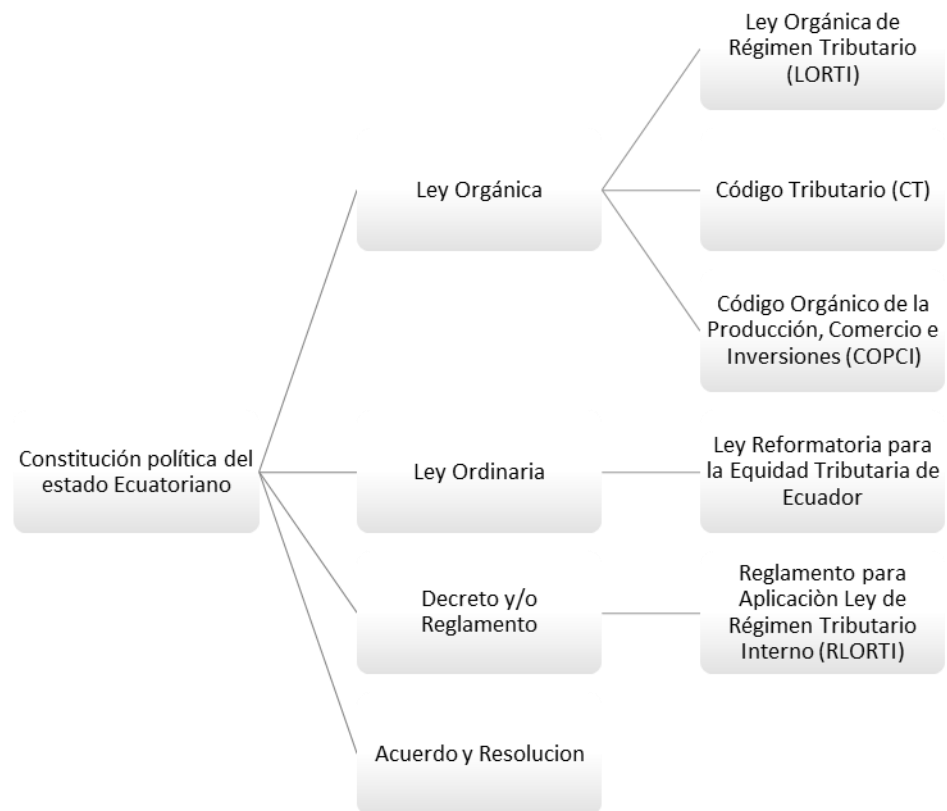 Constitución política del
estado Ecuatoriano
Ley Orgánica
Ley Orgánica de
Régimen Tributario
(LORTI)
Código Tributario (CT)
Código Orgánico de la
Producción, Comercio e
Inversiones (COPCI)
Ley Ordinaria
Ley Reformatoria para
la Equidad Tributaria de
Ecuador
Decreto y/o
Reglamento
Reglamento para
Aplicaciòn Ley de
Régimen Tributario
Interno (RLORTI)
Acuerdo y Resolucion